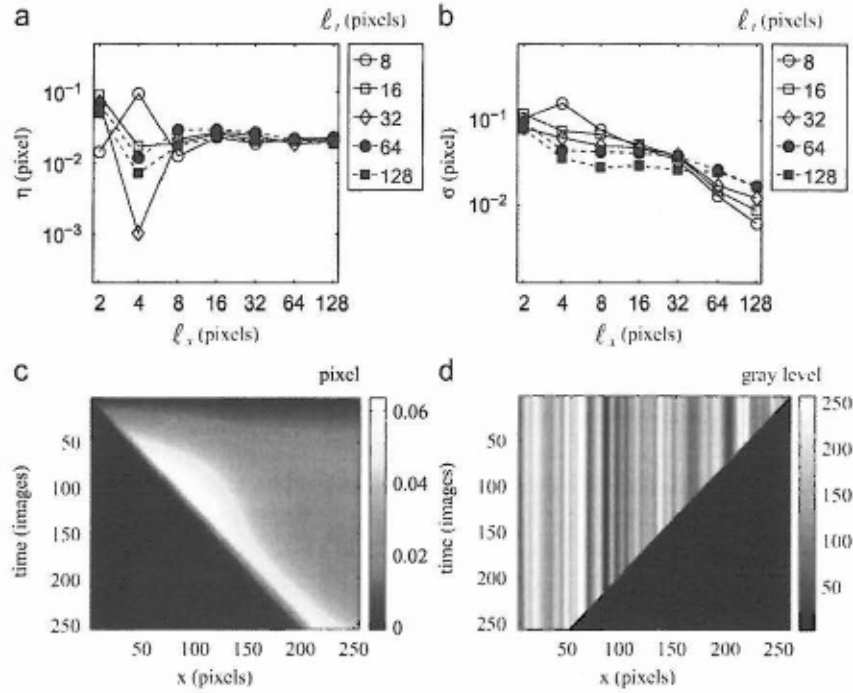 a
ℓt (pixels)
8
16
32
64
128
η (pixel)
10⁻¹
10⁻²
10⁻³
2 4 8 16 32 64 128
ℓx (pixels)
b
ℓt (pixels)
8
16
32
64
128
σ (pixel)
10⁻¹
10⁻²
2 4 8 16 32 64 128
ℓx (pixels)
c
pixel
0.06
0.04
0.02
0
time (images)
50
100
150
200
250
50 100 150 200 250
x (pixels)
d
gray level
250
200
150
100
50
time (images)
50
100
150
200
250
50 100 150 200 250
x (pixels)